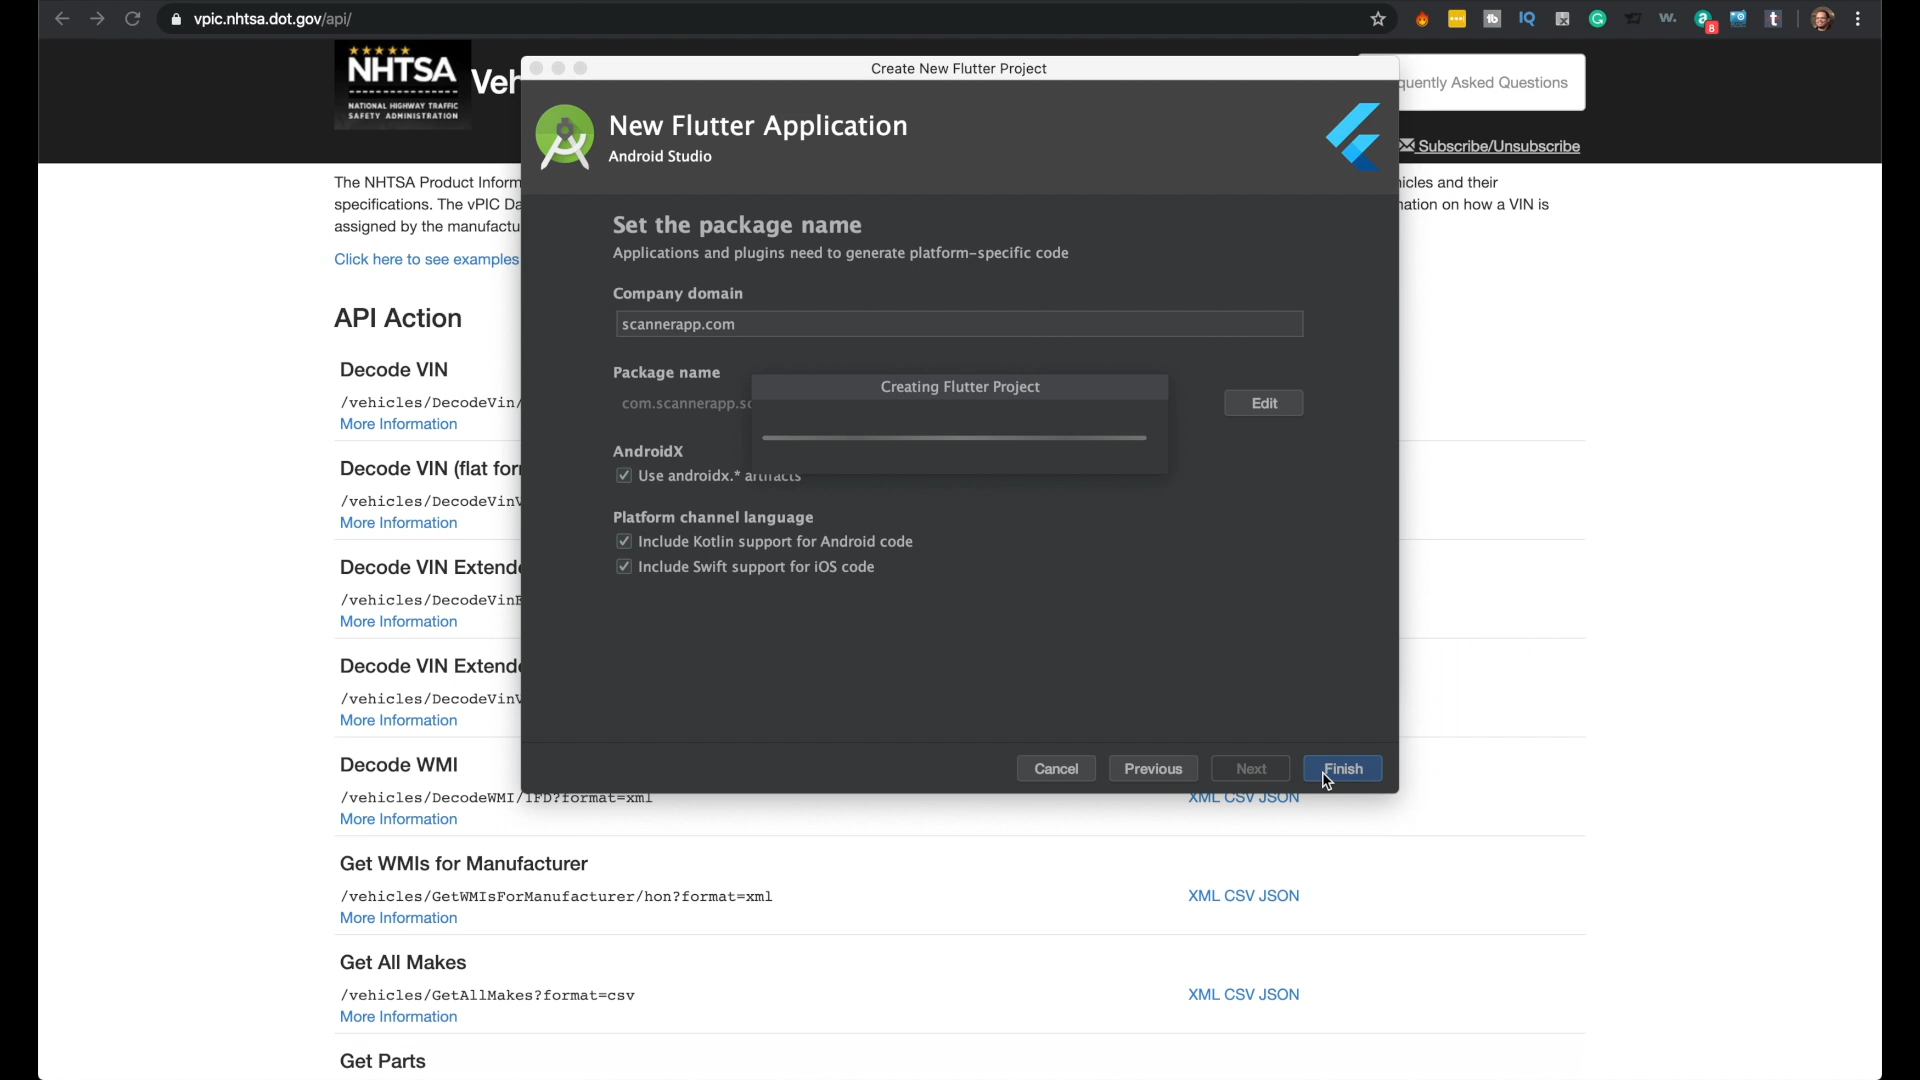 vpic.nhtsa.dot.gov/api/
IQ
W.
8
t
Create New Flutter Project
NHTSA
NATIONAL HIGHWAY TRAFFIC
SAFETY ADMINISTRATION
Veh
quently Asked Questions
Subscribe/Unsubscribe
New Flutter Application
Android Studio
The NHTSA Product Inform
icles and their
specifications. The vPIC Da
nation on how a VIN is
assigned by the manufactu
Click here to see examples
Set the package name
Applications and plugins need to generate platform-specific code
Company domain
scannerapp.com
Package name
com.scannerapp.sc
Edit
Creating Flutter Project
AndroidX
Use androidx.* artifacts
Platform channel language
Include Kotlin support for Android code
Include Swift support for iOS code
Cancel
Previous
Next
Finish
API Action
Decode VIN
/vehicles/DecodeVin/
More Information
Decode VIN (flat for
/vehicles/DecodeVinV
More Information
Decode VIN Extende
/vehicles/DecodeVinE
More Information
Decode VIN Extende
/vehicles/DecodeVinV
More Information
Decode WMI
/vehicles/DecodeWMI/1FD?format=xml
XML CSV JSON
More Information
Get WMIs for Manufacturer
/vehicles/GetWMIsForManufacturer/hon?format=xml
XML CSV JSON
More Information
Get All Makes
/vehicles/GetAllMakes?format=csv
XML CSV JSON
More Information
Get Parts